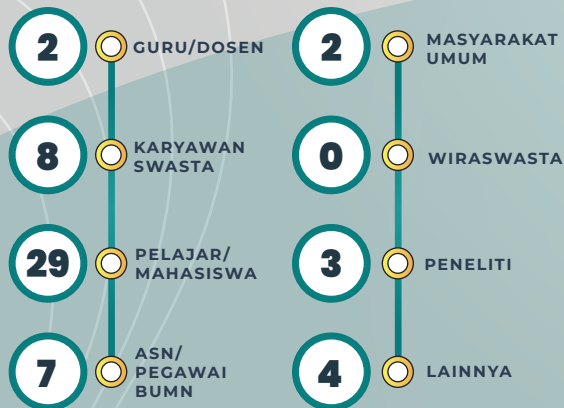 2
GURU/DOSEN
8
KARYAWAN
SWASTA
29
PELAJAR/
MAHASISWA
7
ASN/
PEGAWAI
BUMN
2
MASYARAKAT
UMUM
0
WIRASWASTA
3
PENELITI
4
LAINNYA